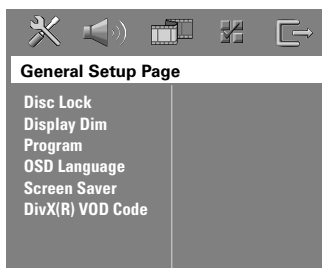 General Setup Page
Disc Lock
Display Dim
Program
OSD Language
Screen Saver
DivX(R) VOD Code